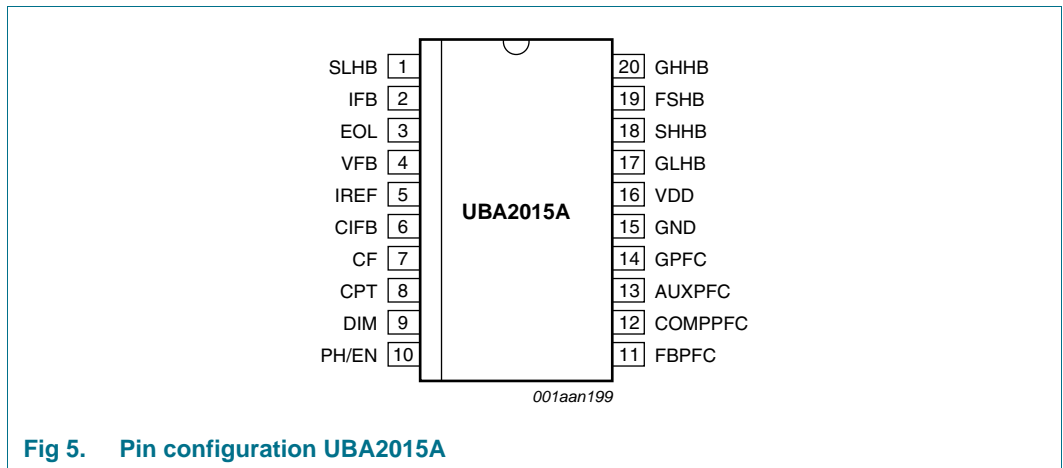 SLHB 1
IFB 2
EOL 3
VFB 4
IREF 5
CIFB 6
CF 7
CPT 8
DIM 9
PH/EN 10
UBA2015A
20 GHHB
19 FSHB
18 SHHB
17 GLHB
16 VDD
15 GND
14 GPFC
13 AUXPFC
12 COMPPFC
11 FBPFC
001aan199
Fig 5. Pin configuration UBA2015A